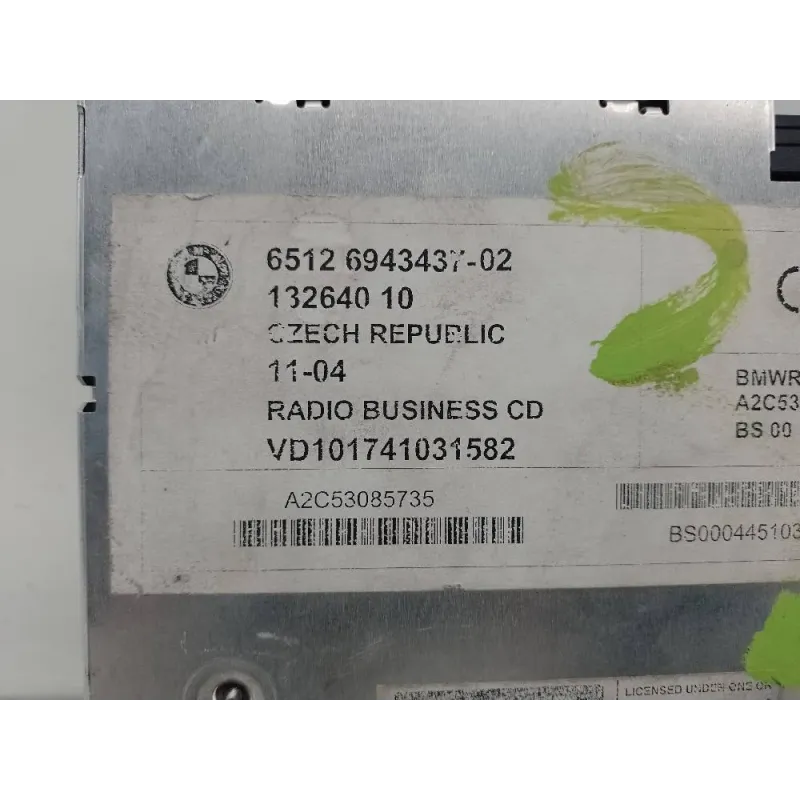 6512 6943437-02
132640 10
CZECH REPUBLIC
11-04
RADIO BUSINESS CD
VD101741031582
A2C53085735
BMWR
A2C53
BS 00
BS000445103
LICENSED UNDER ONE OR